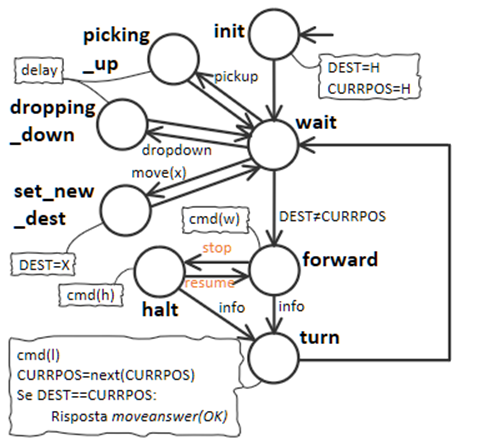 init
picking
_up
delay
pickup
DEST=H
CURRPOS=H
dropping
_down
wait
dropdown
move(x)
set_new
_dest
cmd(w)
DEST≠CURRPOS
stop
DEST=X
forward
cmd(h)
resume
halt
info
info
turn
cmd(l)
CURRPOS=next(CURRPOS)
Se DEST==CURRPOS:
Risposta moveanswer(OK)